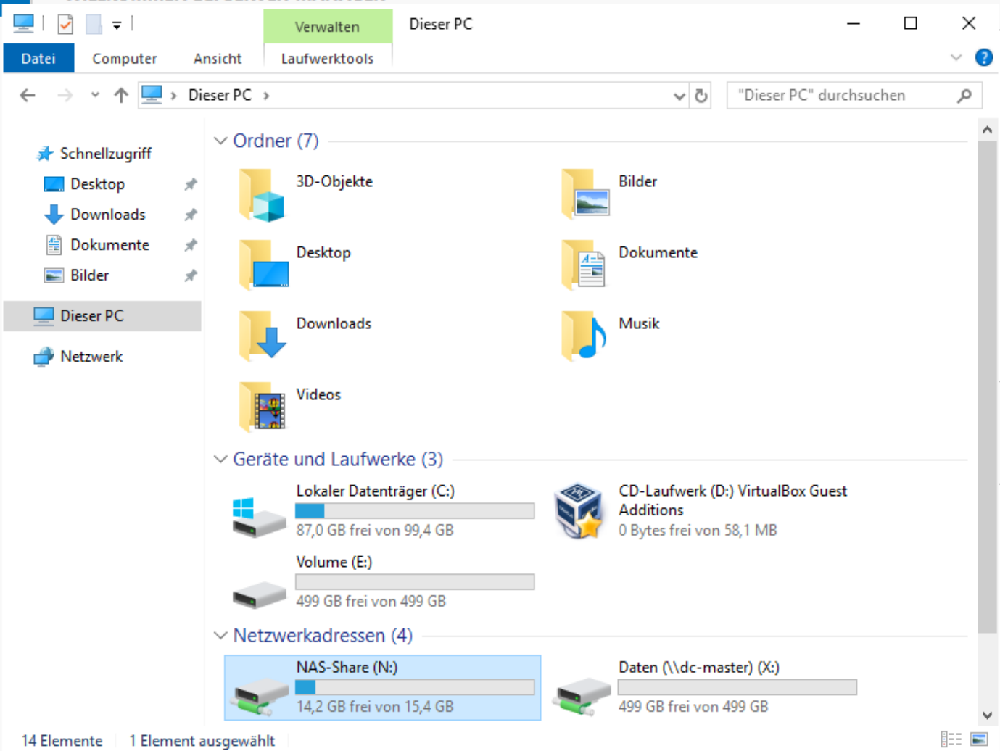 Verwalten
Dieser PC
Datei
Computer
Ansicht
Laufwerktools
Dieser PC
"Dieser PC" durchsuchen
Schnellzugriff
Desktop
Downloads
Dokumente
Bilder
Dieser PC
Netzwerk
Ordner (7)
3D-Objekte
Bilder
Desktop
Dokumente
Downloads
Musik
Videos
Geräte und Laufwerke (3)
Lokaler Datenträger (C:)
87,0 GB frei von 99,4 GB
CD-Laufwerk (D:) VirtualBox Guest
Additions
0 Bytes frei von 58,1 MB
Volume (E:)
499 GB frei von 499 GB
Netzwerkadressen (4)
NAS-Share (N:)
14,2 GB frei von 15,4 GB
Daten (\\dc-master) (X:)
499 GB frei von 499 GB
14 Elemente
1 Element ausgewählt